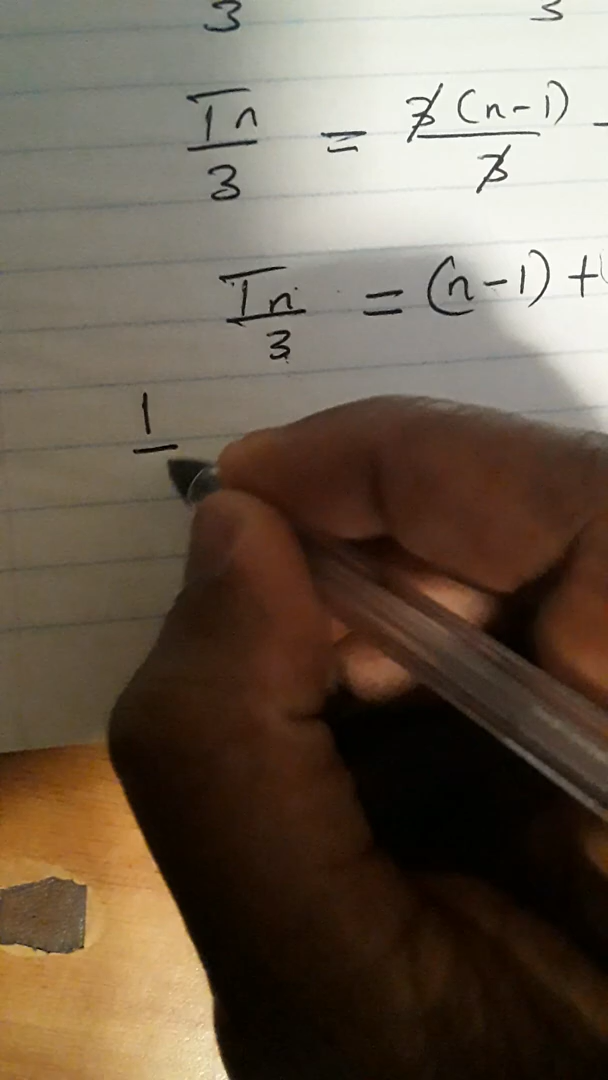 3 3
Tn/3 = 3(n-1)/3 -
Tn/3 = (n-1) + (
1